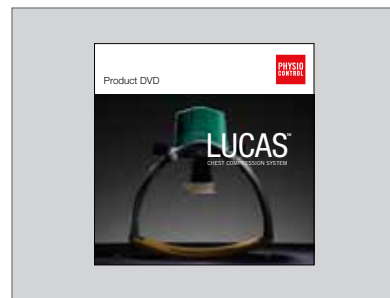 Product DVD
PHYSIO
CONTROL
LUCAS™
CHEST COMPRESSION SYSTEM